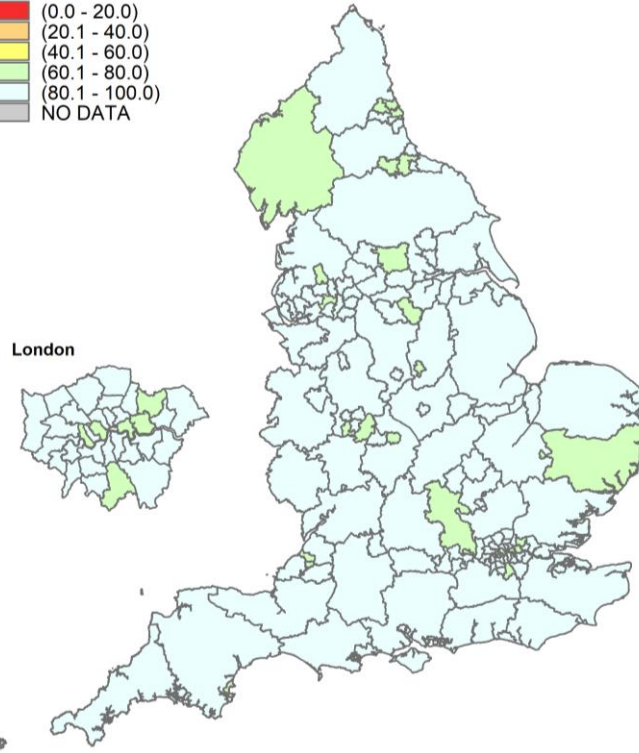 (0.0 - 20.0)
(20.1 - 40.0)
(40.1 - 60.0)
(60.1 - 80.0)
(80.1 - 100.0)
NO DATA
London